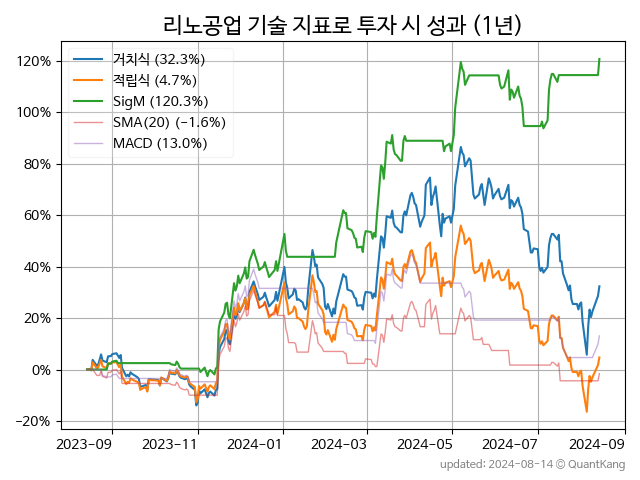 리노공업 기술 지표로 투자 시 성과 (1년)
거치식 (32.3%)
적립식 (4.7%)
SigM (120.3%)
SMA(20) (−1.6%)
MACD (13.0%)
120%
100%
80%
60%
40%
20%
0%
−20%
2023−09 2023−11 2024−01 2024−03 2024−05 2024−07 2024−09
updated: 2024−08−14 © QuantKang